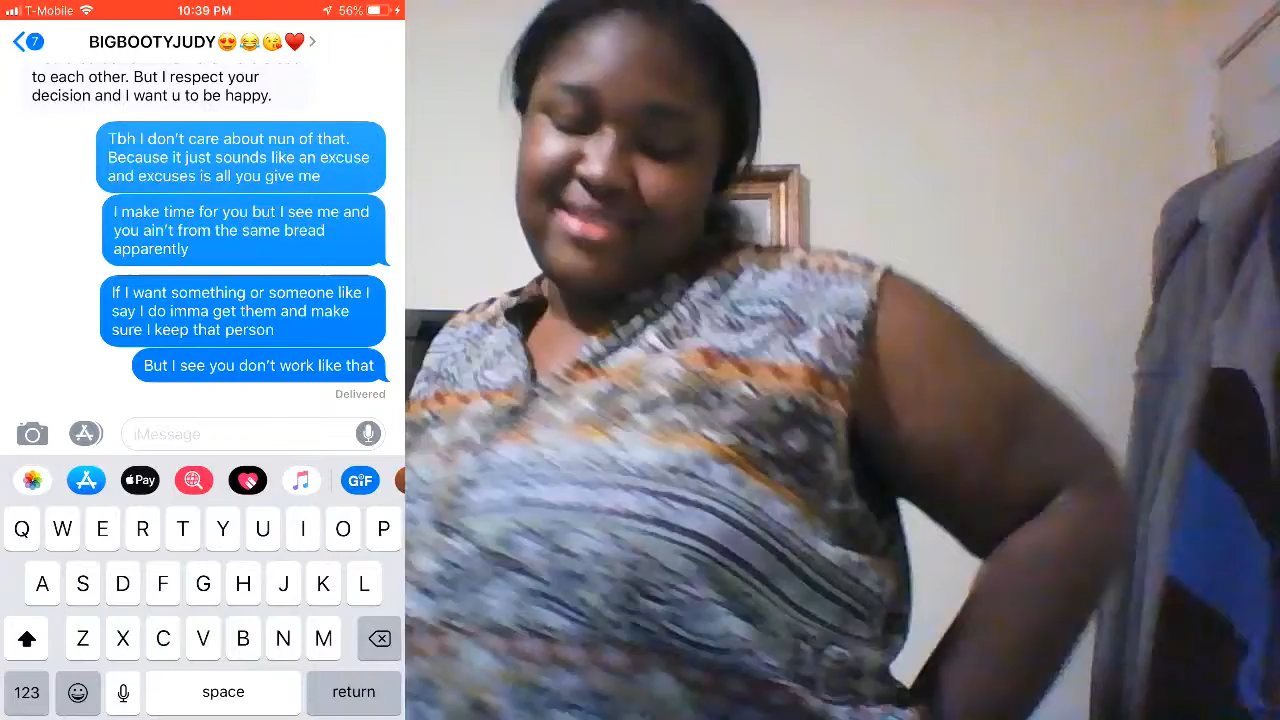 T-Mobile 10:39 PM 56%
7 BIGBOOTYJUDY😍😂😘❤️
to each other. But I respect your
decision and I want u to be happy.
Tbh I don't care about nun of that.
Because it just sounds like an excuse
and excuses is all you give me
I make time for you but I see me and
you ain't from the same bread
apparently
If I want something or someone like I
say I do imma get them and make
sure I keep that person
But I see you don't work like that
Delivered
iMessage
Pay GIF
Q W E R T Y U I O P
A S D F G H J K L
Z X C V B N M
123 space return